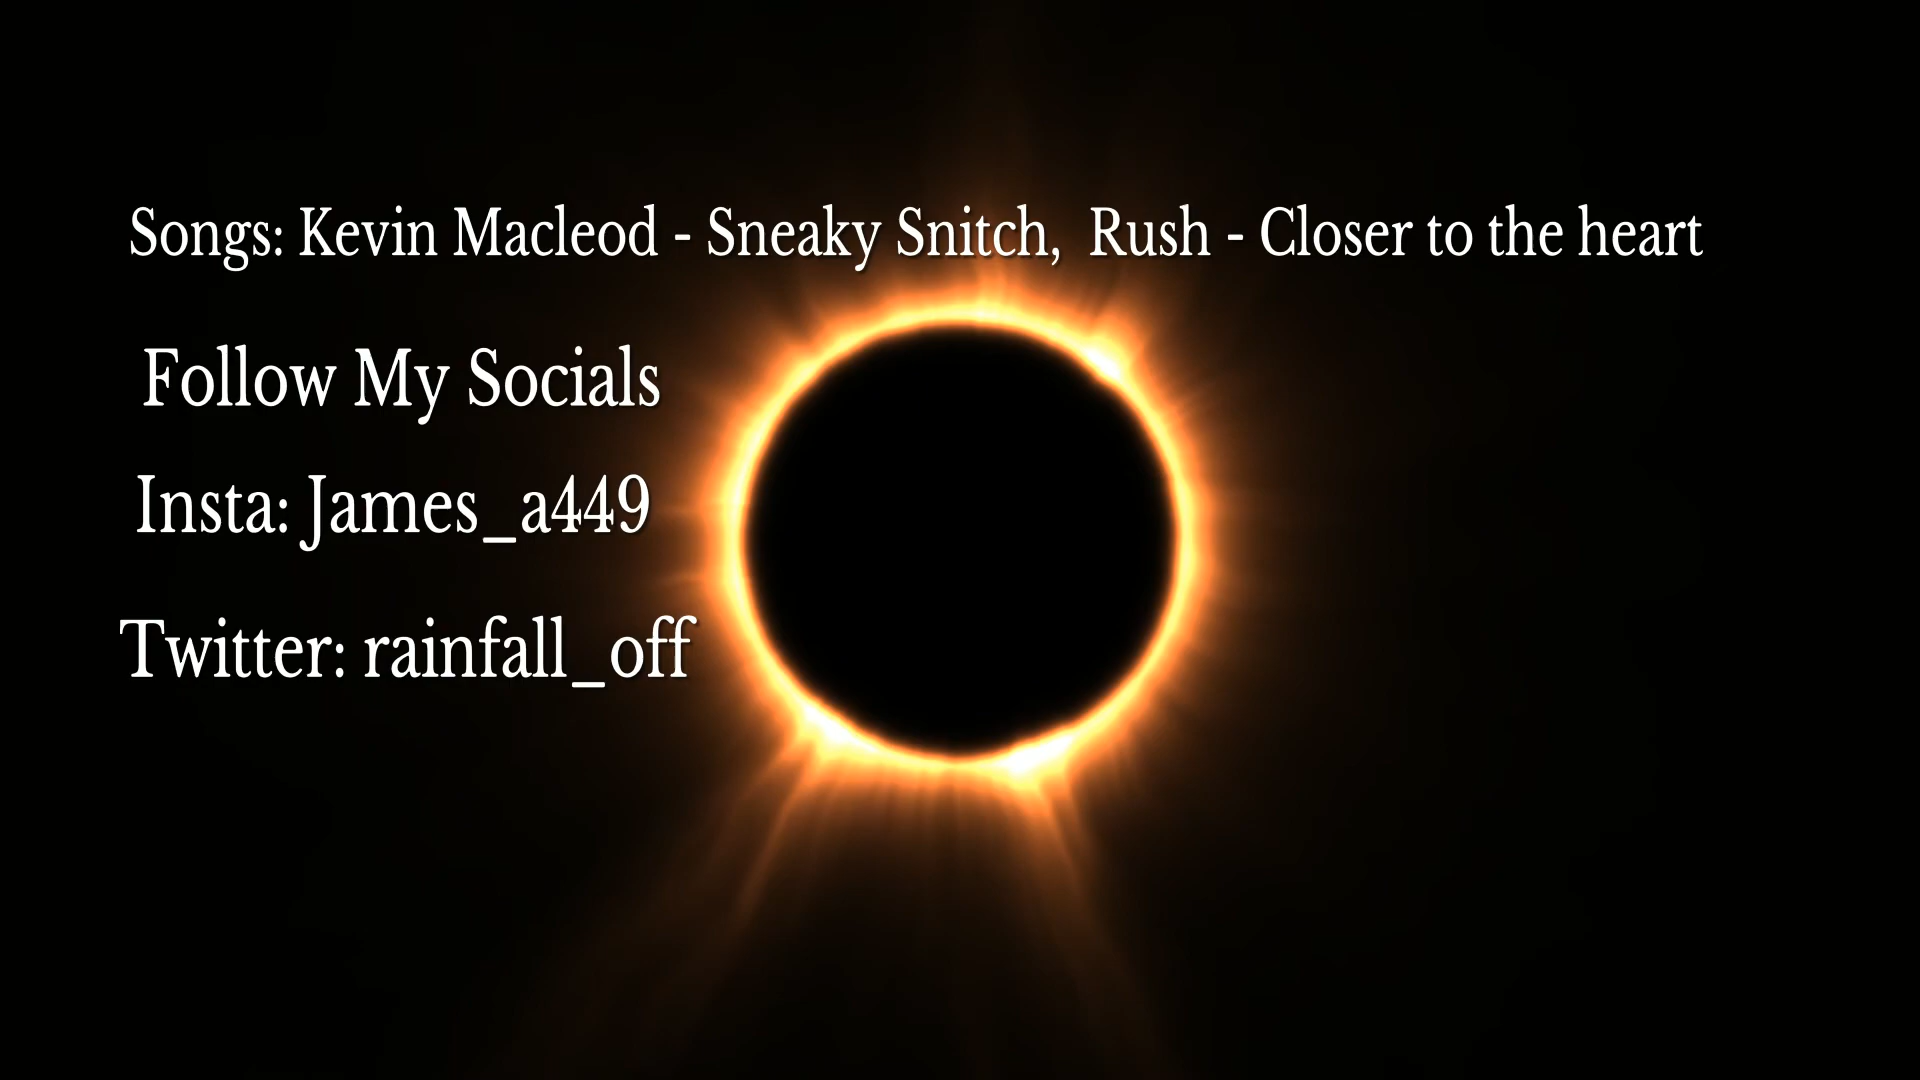 Songs: Kevin Macleod - Sneaky Snitch,  Rush - Closer to the heart
Follow My Socials
Insta: James_a449
Twitter: rainfall_off